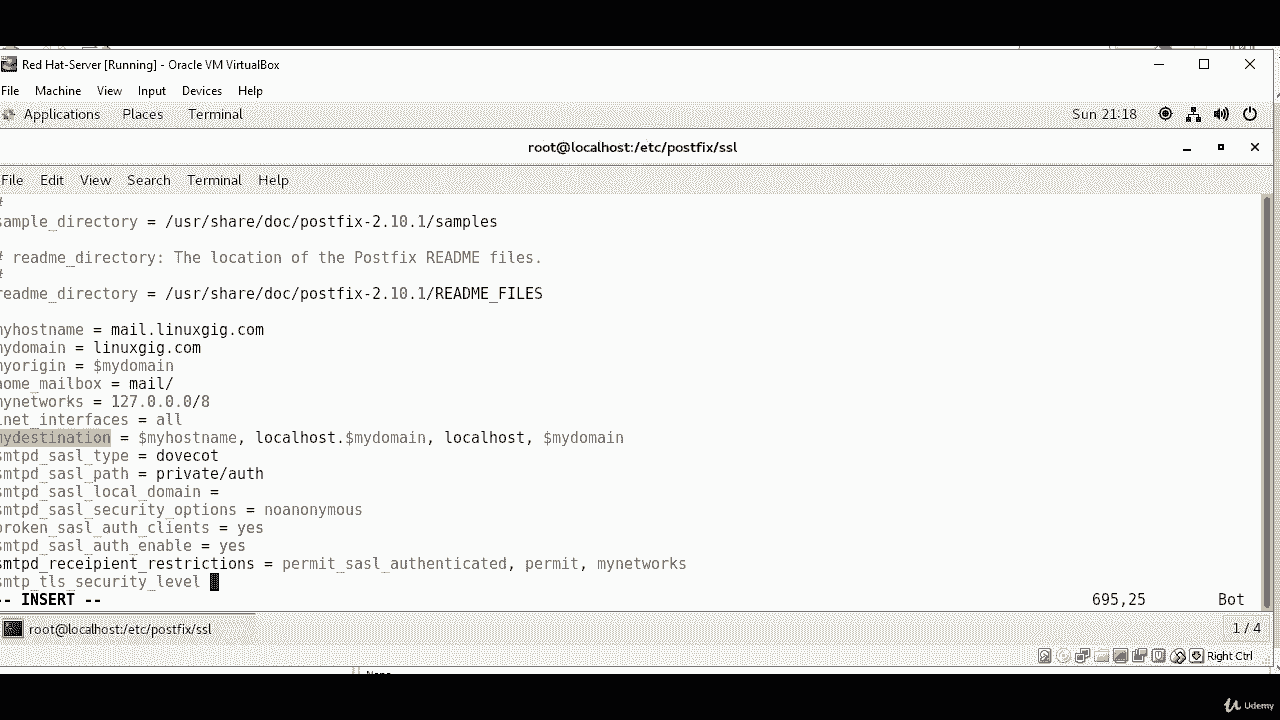 Red Hat-Server [Running] - Oracle VM VirtualBox
File Machine View Input Devices Help
Applications Places Terminal Sun 21:18
root@localhost:/etc/postfix/ssl
File Edit View Search Terminal Help
#
sample_directory = /usr/share/doc/postfix-2.10.1/samples
# readme_directory: The location of the Postfix README files.
#
readme_directory = /usr/share/doc/postfix-2.10.1/README_FILES
myhostname = mail.linuxgig.com
mydomain = linuxgig.com
myorigin = $mydomain
home_mailbox = mail/
mynetworks = 127.0.0.0/8
inet_interfaces = all
mydestination = $myhostname, localhost.$mydomain, localhost, $mydomain
smtpd_sasl_type = dovecot
smtpd_sasl_path = private/auth
smtpd_sasl_local_domain =
smtpd_sasl_security_options = noanonymous
broken_sasl_auth_clients = yes
smtpd_sasl_auth_enable = yes
smtpd_receipient_restrictions = permit_sasl_authenticated, permit, mynetworks
smtp_tls_security_level
-- INSERT -- 695,25 Bot
root@localhost:/etc/postfix/ssl 1 / 4
Right Ctrl
Udemy